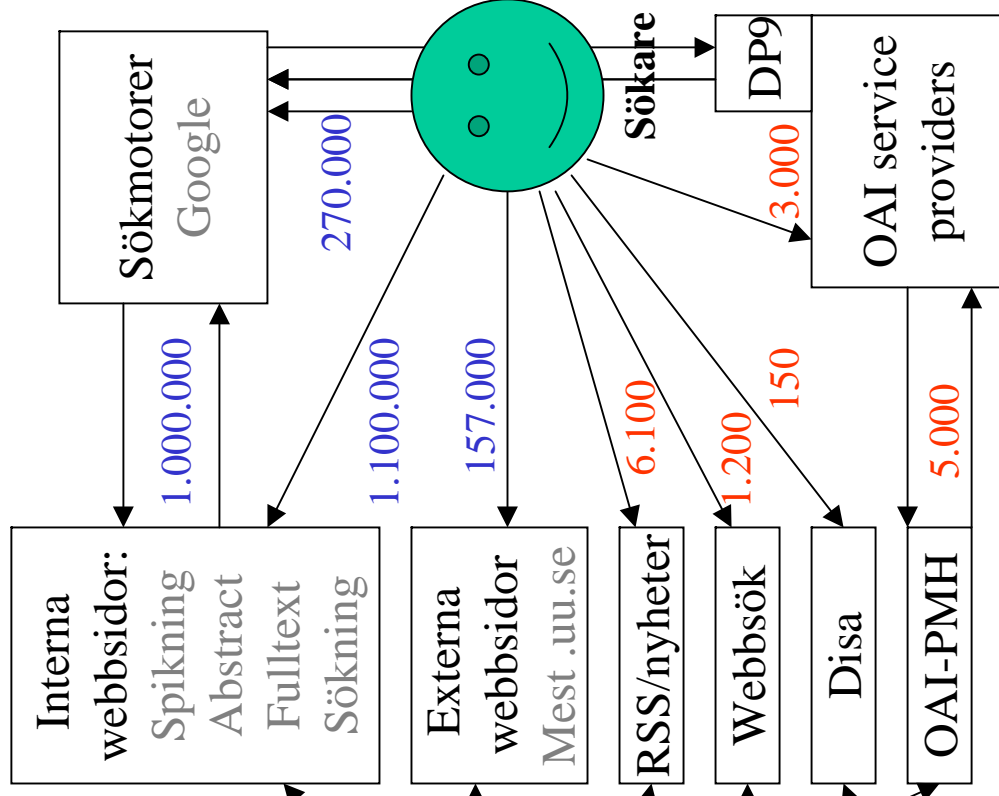 Interna
webbsidor:
Spikning
Abstract
Fulltext
Sökning
Externa
webbsidor
Mest .uu.se
RSS/nyheter
Webbsök
Disa
OAI-PMH
1.000.000
1.100.000
157.000
6.100
1.200
150
5.000
Sökmotorer
Google
270.000
Sökare
3.000
DP9
OAI service
providers